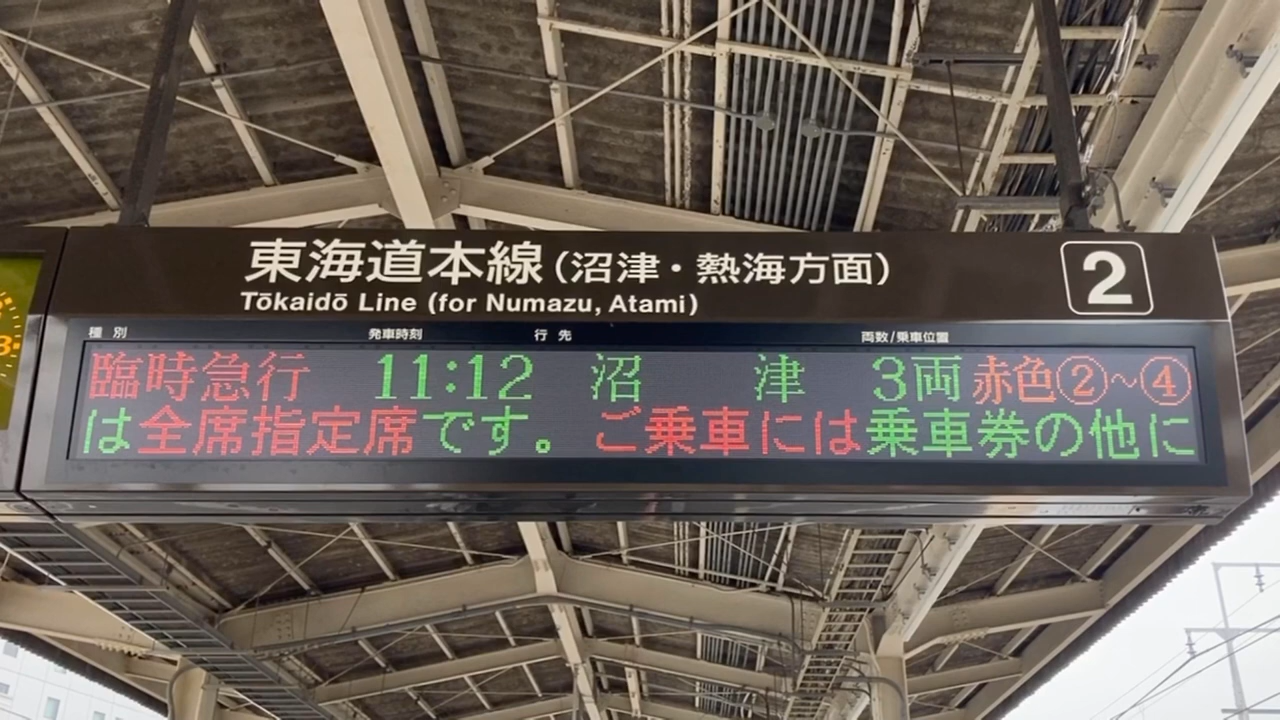 東海道本線(沼津・熱海方面)
Tōkaidō Line (for Numazu, Atami)
2
種別 発車時刻 行先 両数/乗車位置
臨時急行 11:12 沼津 3両 赤色②~④
は全席指定席です。 ご乗車には乗車券の他に
3